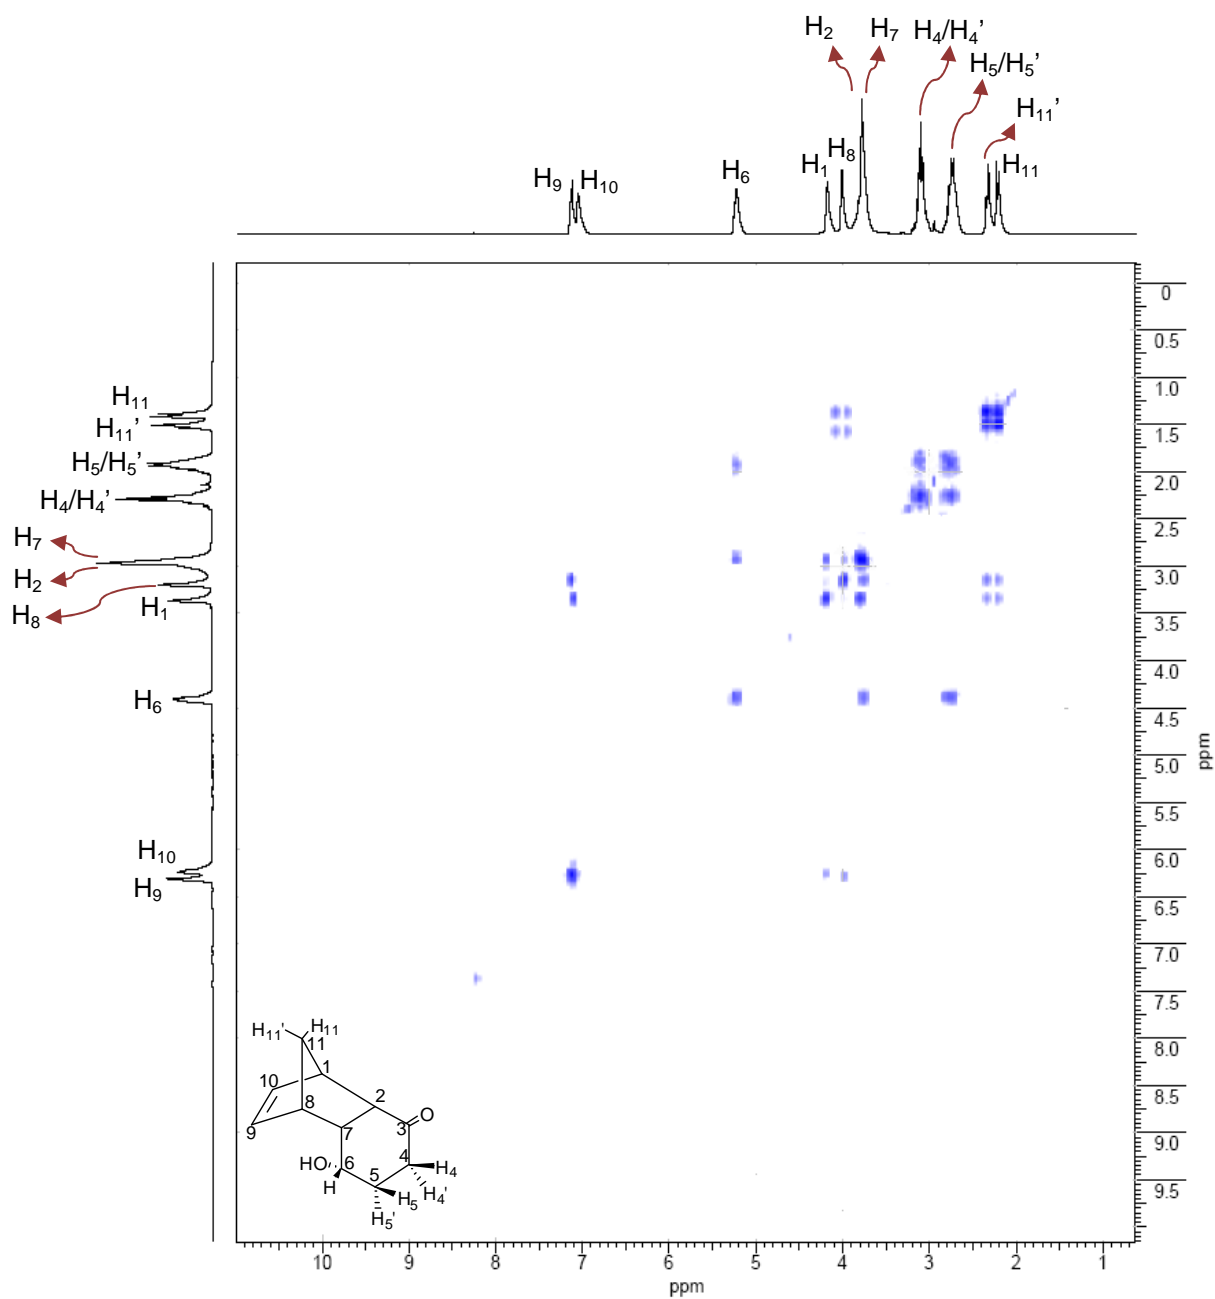 H₂ H₇ H₄/H₄’
H₅/H₅’
H₁₁’
H₉ H₁₀ H₆ H₁ H₈ H₁₁
H₁₁
H₁₁’
H₅/H₅’
H₄/H₄’
H₇
H₂
H₈ H₁
H₆
H₁₀
H₉
0
0.5
1.0
1.5
2.0
2.5
3.0
3.5
4.0
4.5
5.0
5.5
6.0
6.5
7.0
7.5
8.0
8.5
9.0
9.5
ppm
H₁₁' H₁₁
11
1
10
2
8
O
9
7
3
HO 6
4 H₄
H 5
H₅ H₄'
H₅'
10 9 8 7 6 5 4 3 2 1
ppm